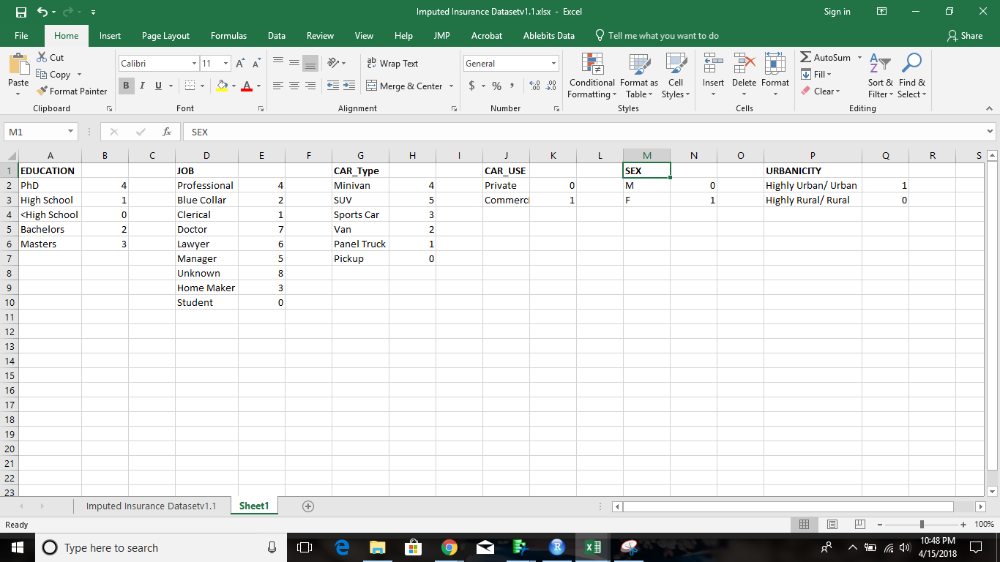 Imputed Insurance Datasetv1.1.xlsx - Excel
Sign in
File Home Insert Page Layout Formulas Data Review View Help JMP Acrobat Ablebits Data Tell me what you want to do Share
Paste
Cut
Copy
Format Painter
Clipboard
Calibri 11
B I U
Font
Wrap Text
Merge & Center
Alignment
General
$ % ,
Number
Conditional Formatting
Format as Table
Cell Styles
Styles
Insert Delete Format
Cells
AutoSum
Fill
Clear
Sort & Filter
Find & Select
Editing
M1 fx SEX
A B C D E F G H I J K L M N O P Q R S
1 EDUCATION JOB CAR_Type CAR_USE SEX URBANICITY
2 PhD 4 Professional 4 Minivan 4 Private 0 M 0 Highly Urban/ Urban 1
3 High School 1 Blue Collar 2 SUV 5 Commerci 1 F 1 Highly Rural/ Rural 0
4 <High School 0 Clerical 1 Sports Car 3
5 Bachelors 2 Doctor 7 Van 2
6 Masters 3 Lawyer 6 Panel Truck 1
7 Manager 5 Pickup 0
8 Unknown 8
9 Home Maker 3
10 Student 0
11
12
13
14
15
16
17
18
19
20
21
22
23
Imputed Insurance Datasetv1.1 Sheet1
Ready 100%
Type here to search
10:48 PM
4/15/2018